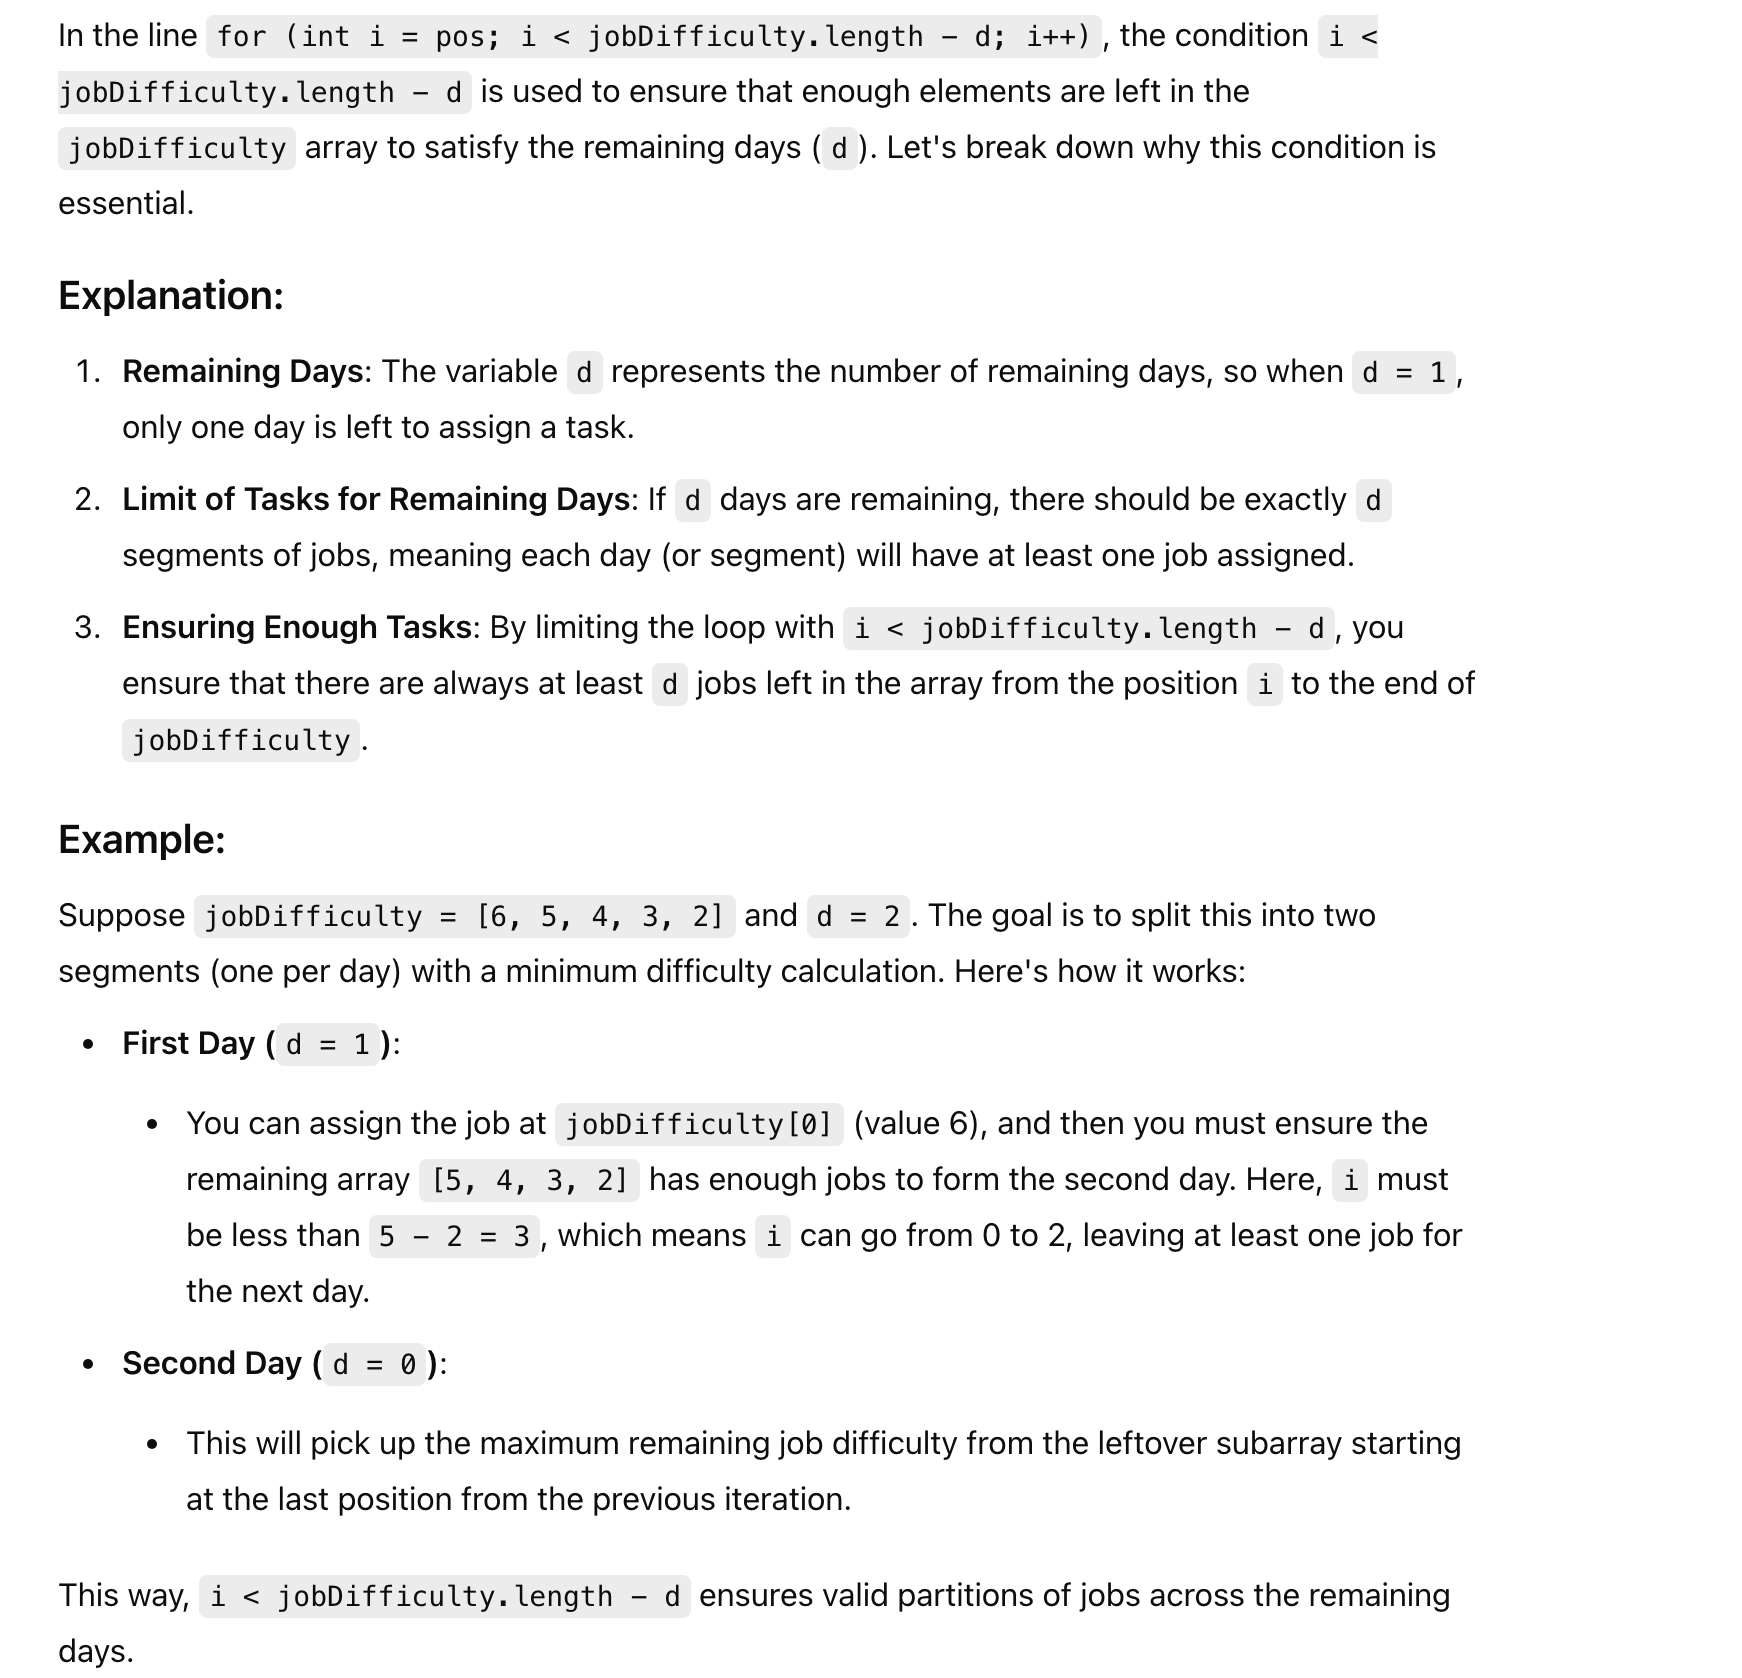 In the line for (int i = pos; i < jobDifficulty.length - d; i++), the condition i <
jobDifficulty.length - d is used to ensure that enough elements are left in the
jobDifficulty array to satisfy the remaining days (d). Let's break down why this condition is
essential.
Explanation:
1. Remaining Days: The variable d represents the number of remaining days, so when d = 1,
only one day is left to assign a task.
2. Limit of Tasks for Remaining Days: If d days are remaining, there should be exactly d
segments of jobs, meaning each day (or segment) will have at least one job assigned.
3. Ensuring Enough Tasks: By limiting the loop with i < jobDifficulty.length - d, you
ensure that there are always at least d jobs left in the array from the position i to the end of
jobDifficulty.
Example:
Suppose jobDifficulty = [6, 5, 4, 3, 2] and d = 2. The goal is to split this into two
segments (one per day) with a minimum difficulty calculation. Here's how it works:
• First Day (d = 1):
• You can assign the job at jobDifficulty[0] (value 6), and then you must ensure the
remaining array [5, 4, 3, 2] has enough jobs to form the second day. Here, i must
be less than 5 - 2 = 3, which means i can go from 0 to 2, leaving at least one job for
the next day.
• Second Day (d = 0):
• This will pick up the maximum remaining job difficulty from the leftover subarray starting
at the last position from the previous iteration.
This way, i < jobDifficulty.length - d ensures valid partitions of jobs across the remaining
days.